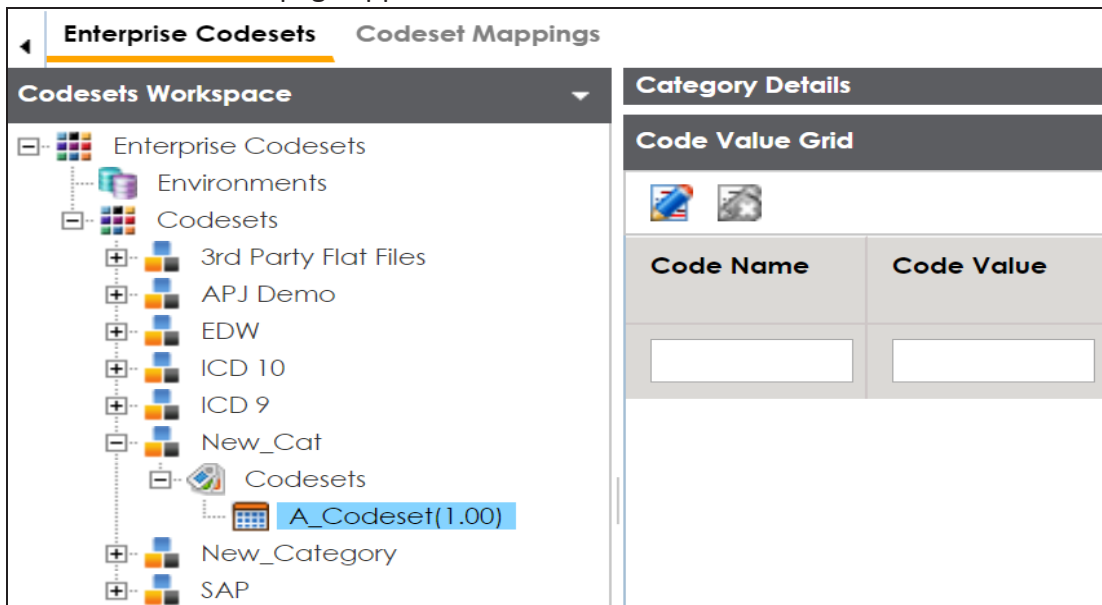 Enterprise Codesets Codeset Mappings
Codesets Workspace
Enterprise Codesets
Environments
Codesets
3rd Party Flat Files
APJ Demo
EDW
ICD 10
ICD 9
New_Cat
Codesets
A_Codeset(1.00)
New_Category
SAP
Category Details
Code Value Grid
Code Name Code Value